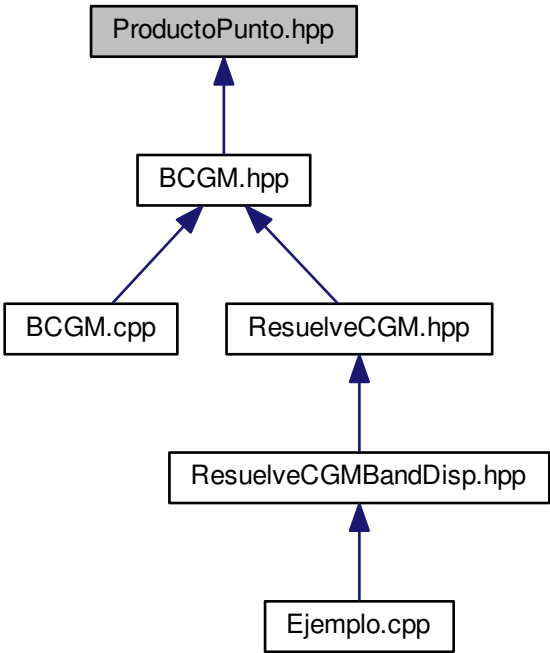 ProductoPunto.hpp
BCGM.hpp
BCGM.cpp
ResuelveCGM.hpp
ResuelveCGMBandDisp.hpp
Ejemplo.cpp